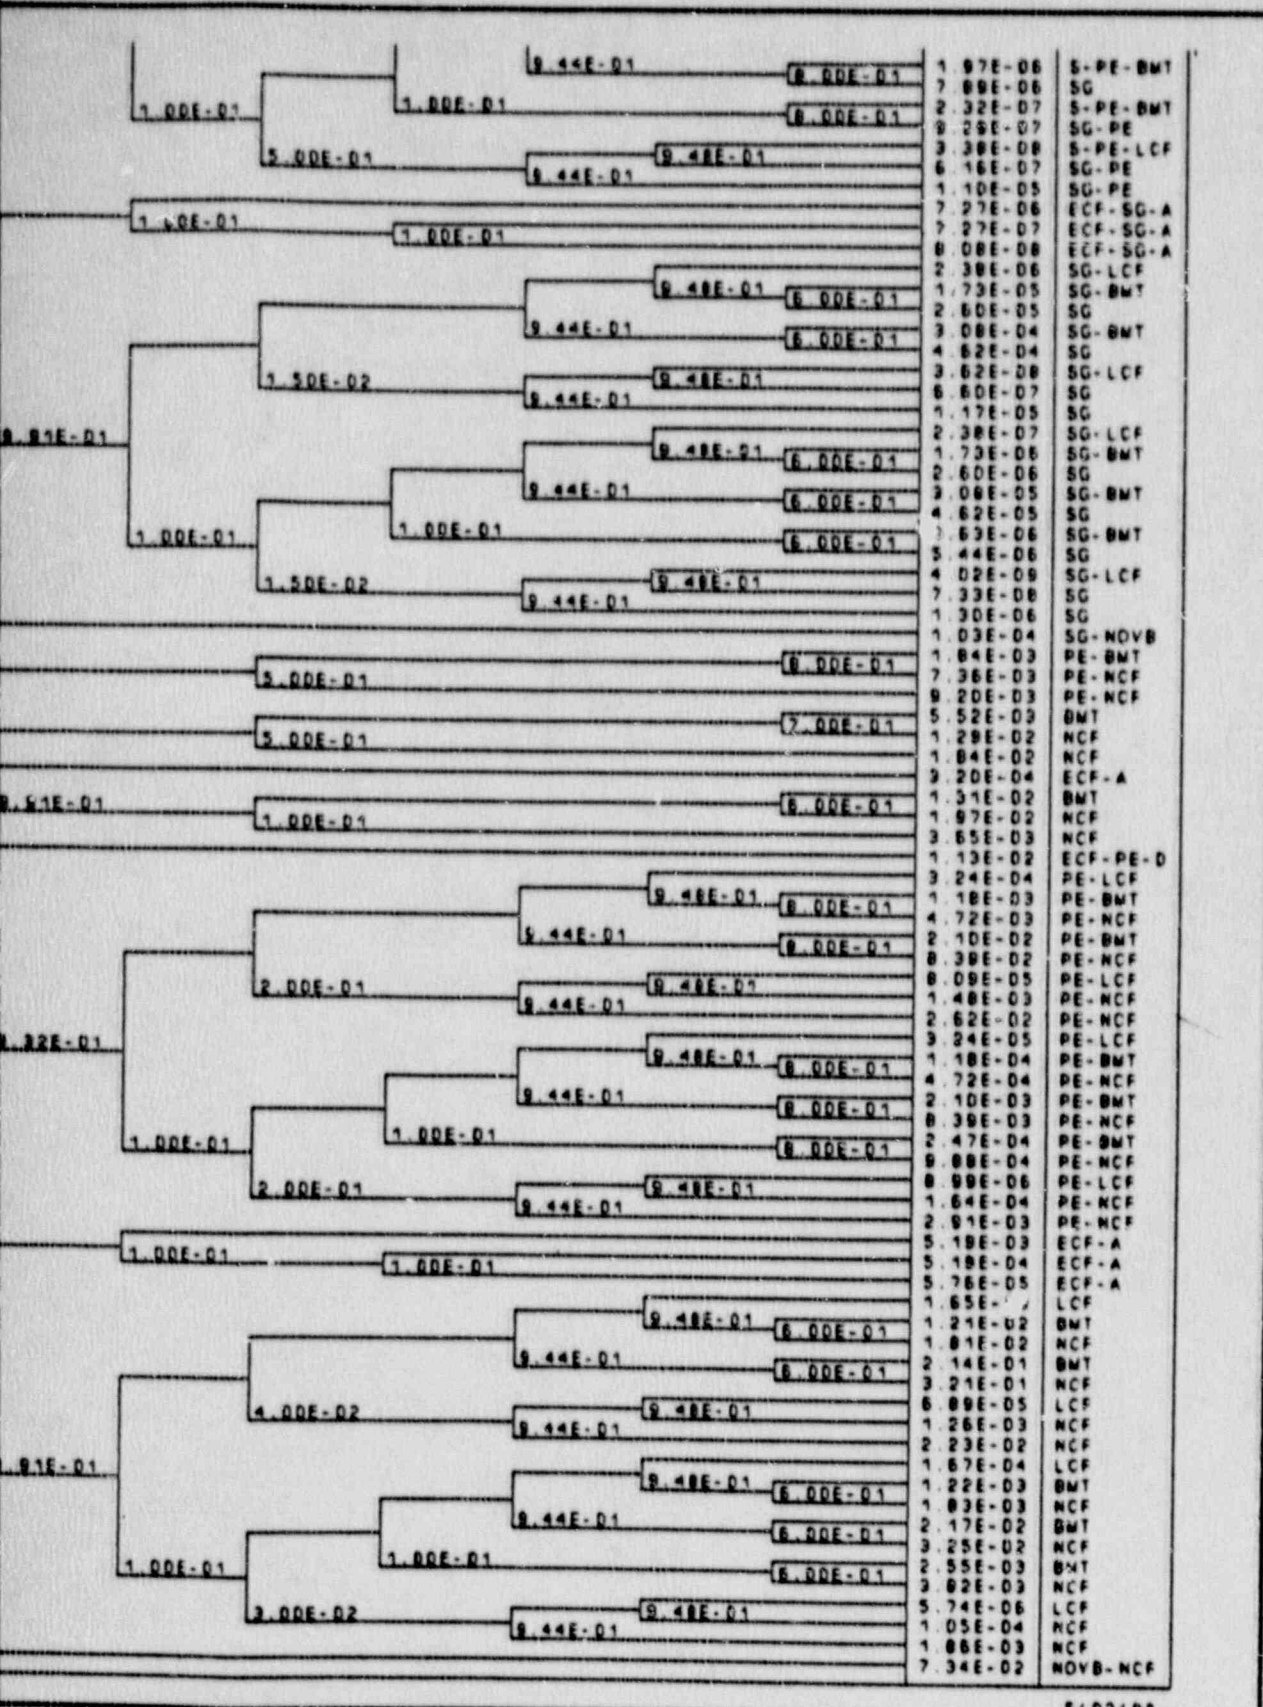 9.44E-01 1.97E-06 S-PE-BMT
8.00E-01 7.89E-06 SG
1.00E-01 1.00E-01 8.00E-01 2.32E-07 S-PE-BMT
9.26E-07 SG-PE
5.00E-01 9.48E-01 3.38E-08 S-PE-LCF
9.44E-01 6.16E-07 SG-PE
1.10E-05 SG-PE
7.27E-06 ECF-SG-A
1.00E-01 7.27E-07 ECF-SG-A
1.00E-01 8.08E-08 ECF-SG-A
2.38E-06 SG-LCF
9.48E-01 1.73E-05 SG-BMT
6.00E-01 2.60E-05 SG
9.44E-01 3.08E-04 SG-BMT
6.00E-01 4.62E-04 SG
1.50E-02 9.48E-01 3.62E-08 SG-LCF
9.44E-01 6.60E-07 SG
1.17E-05 SG
9.91E-01 2.38E-07 SG-LCF
9.48E-01 1.73E-06 SG-BMT
6.00E-01 2.60E-06 SG
9.44E-01 6.00E-01 3.08E-05 SG-BMT
4.62E-05 SG
1.00E-01 1.00E-01 6.00E-01 .63E-06 SG-BMT
5.44E-06 SG
1.50E-02 9.48E-01 4.02E-09 SG-LCF
9.44E-01 7.33E-08 SG
1.30E-06 SG
1.03E-04 SG-NOVB
8.00E-01 1.84E-03 PE-BMT
5.00E-01 7.36E-03 PE-NCF
9.20E-03 PE-NCF
7.00E-01 5.52E-03 BMT
5.00E-01 1.29E-02 NCF
1.84E-02 NCF
3.20E-04 ECF-A
9.91E-01 6.00E-01 1.31E-02 BMT
1.00E-01 1.97E-02 NCF
3.65E-03 NCF
1.13E-02 ECF-PE-D
3.24E-04 PE-LCF
9.48E-01 1.18E-03 PE-BMT
8.00E-01 4.72E-03 PE-NCF
9.44E-01 8.00E-01 2.10E-02 PE-BMT
8.39E-02 PE-NCF
2.00E-01 9.48E-01 8.09E-05 PE-LCF
9.44E-01 1.48E-03 PE-NCF
2.62E-02 PE-NCF
9.32E-01 3.24E-05 PE-LCF
9.48E-01 1.18E-04 PE-BMT
8.00E-01 4.72E-04 PE-NCF
9.44E-01 8.00E-01 2.10E-03 PE-BMT
8.39E-03 PE-NCF
1.00E-01 1.00E-01 8.00E-01 2.47E-04 PE-BMT
9.88E-04 PE-NCF
2.00E-01 9.48E-01 8.99E-06 PE-LCF
9.44E-01 1.64E-04 PE-NCF
2.91E-03 PE-NCF
5.19E-03 ECF-A
1.00E-01 1.00E-01 5.19E-04 ECF-A
5.76E-05 ECF-A
1.65E- LCF
9.48E-01 1.21E-02 BMT
6.00E-01 1.81E-02 NCF
9.44E-01 6.00E-01 2.14E-01 BMT
3.21E-01 NCF
4.00E-02 9.48E-01 6.89E-05 LCF
9.44E-01 1.26E-03 NCF
2.23E-02 NCF
.91E-01 1.67E-04 LCF
9.48E-01 1.22E-03 BMT
6.00E-01 1.83E-03 NCF
9.44E-01 6.00E-01 2.17E-02 BMT
3.25E-02 NCF
1.00E-01 1.00E-01 6.00E-01 2.55E-03 BMT
3.82E-03 NCF
3.00E-02 9.48E-01 5.74E-06 LCF
9.44E-01 1.05E-04 NCF
1.86E-03 NCF
7.34E-02 NOVB-NCF